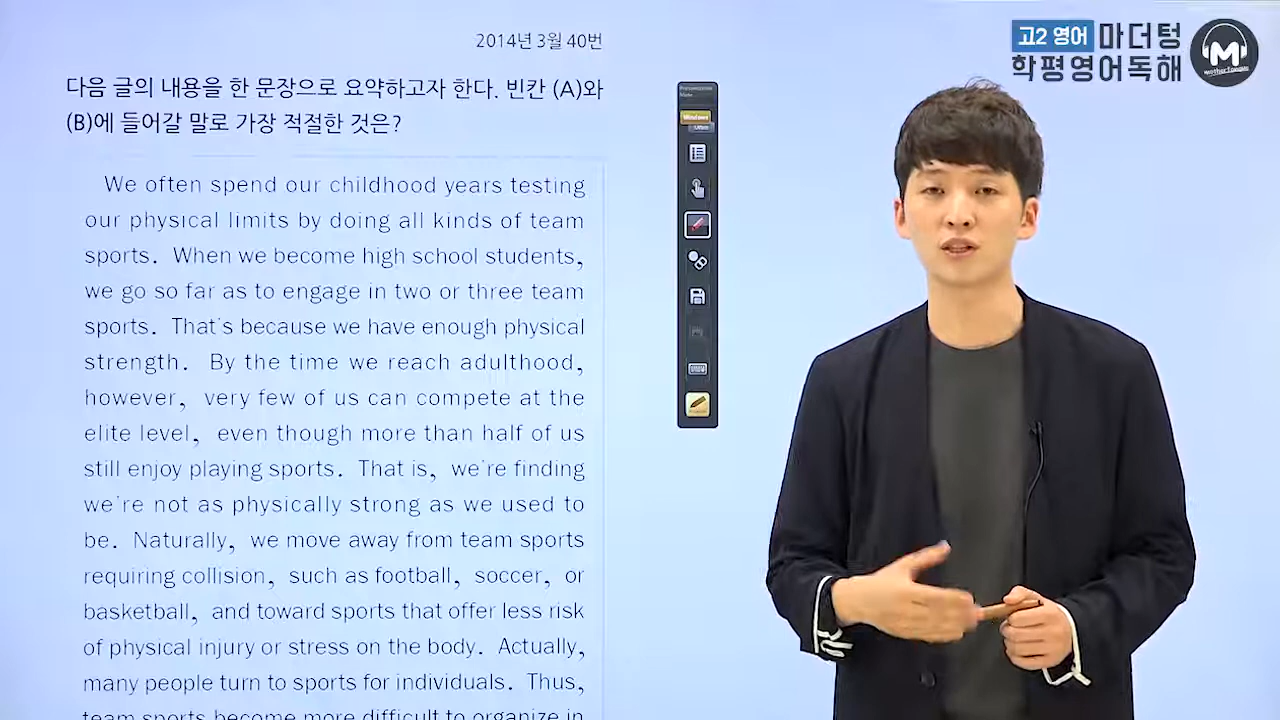 2014년 3월 40번
고2 영어 마더텅
학평영어독해
M
다음 글의 내용을 한 문장으로 요약하고자 한다. 빈칸 (A)와
(B)에 들어갈 말로 가장 적절한 것은?
Windows
We often spend our childhood years testing
our physical limits by doing all kinds of team
sports. When we become high school students,
we go so far as to engage in two or three team
sports. That's because we have enough physical
strength. By the time we reach adulthood,
however, very few of us can compete at the
elite level, even though more than half of us
still enjoy playing sports. That is, we're finding
we're not as physically strong as we used to
be. Naturally, we move away from team sports
requiring collision, such as football, soccer, or
basketball, and toward sports that offer less risk
of physical injury or stress on the body. Actually,
many people turn to sports for individuals. Thus,
team sports become more difficult to organize in